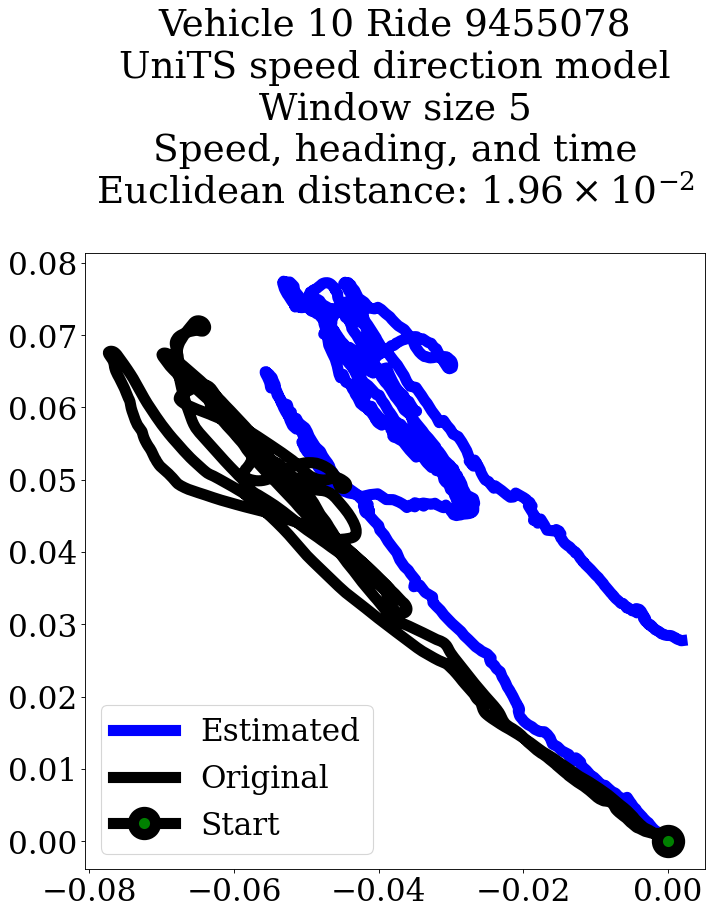 Vehicle 10 Ride 9455078
UniTS speed direction model
Window size 5
Speed, heading, and time
Euclidean distance: 1.96 × 10⁻²
0.08
0.07
0.06
0.05
0.04
0.03
0.02
0.01
0.00
Estimated
Original
Start
−0.08 −0.06 −0.04 −0.02 0.00